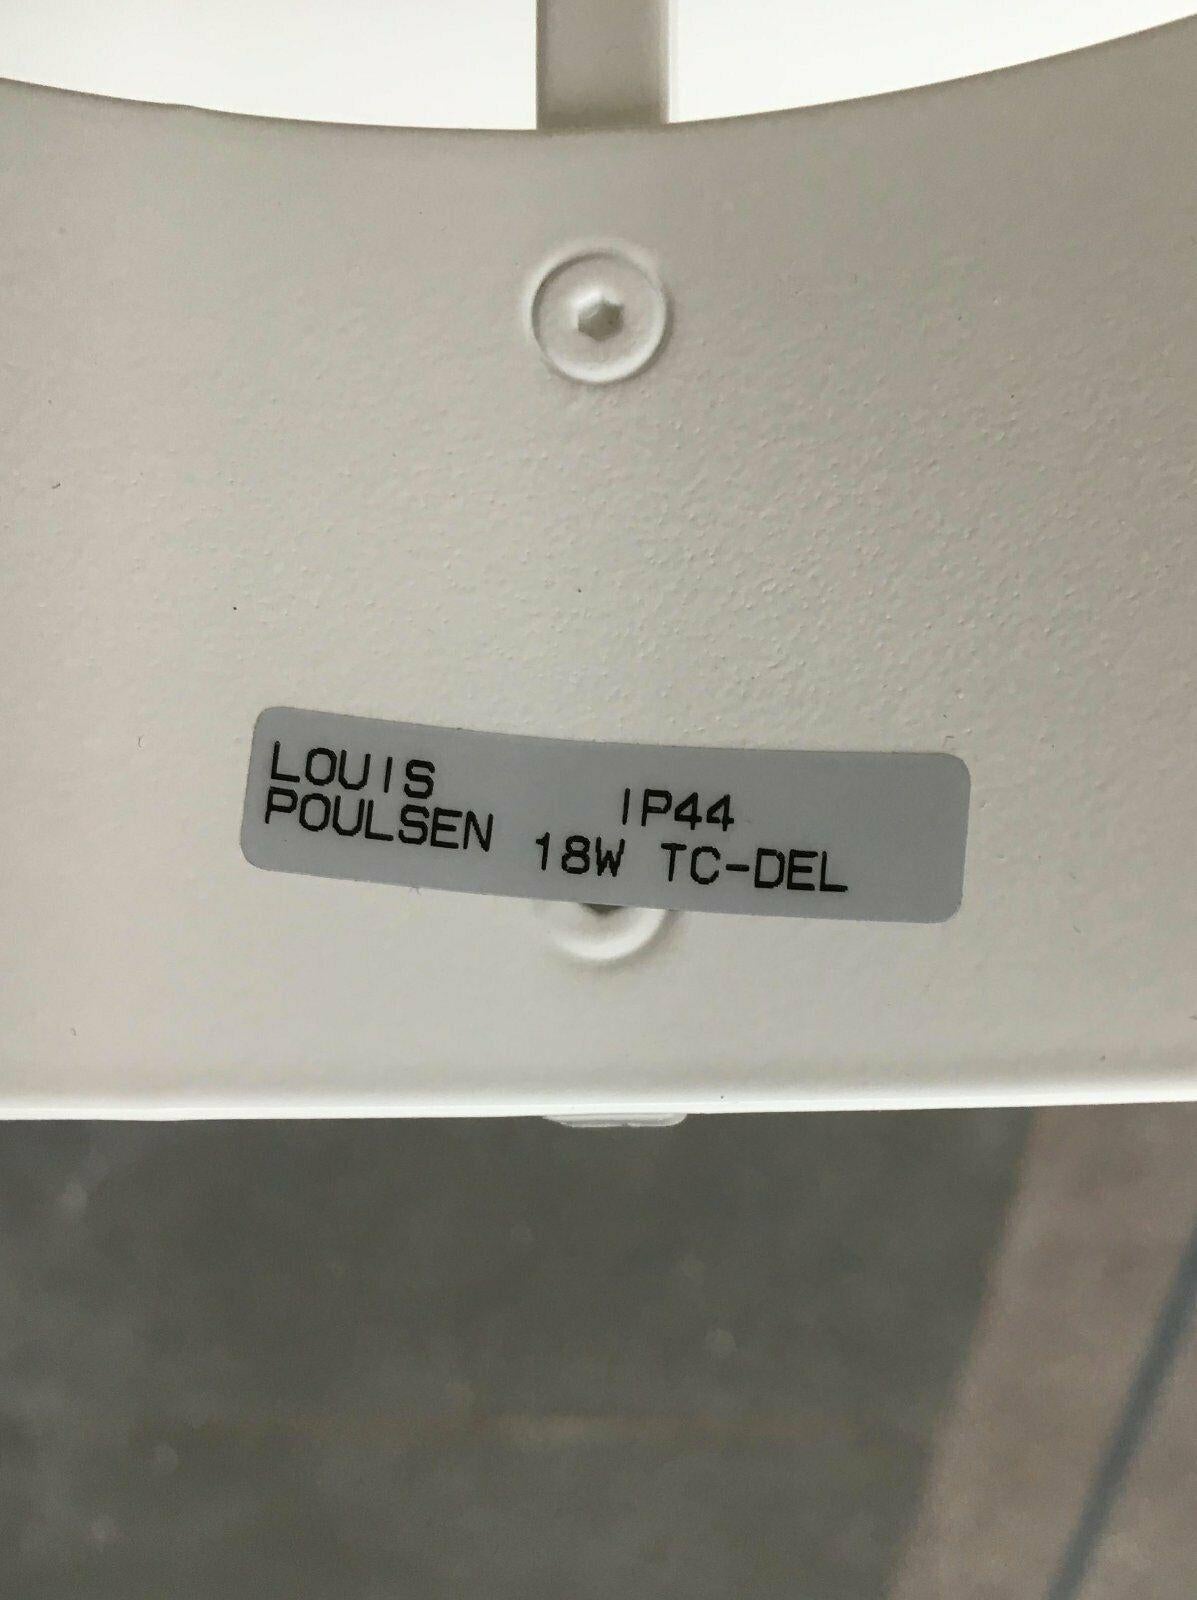 LOUIS
POULSEN
IP44
18W TC-DEL